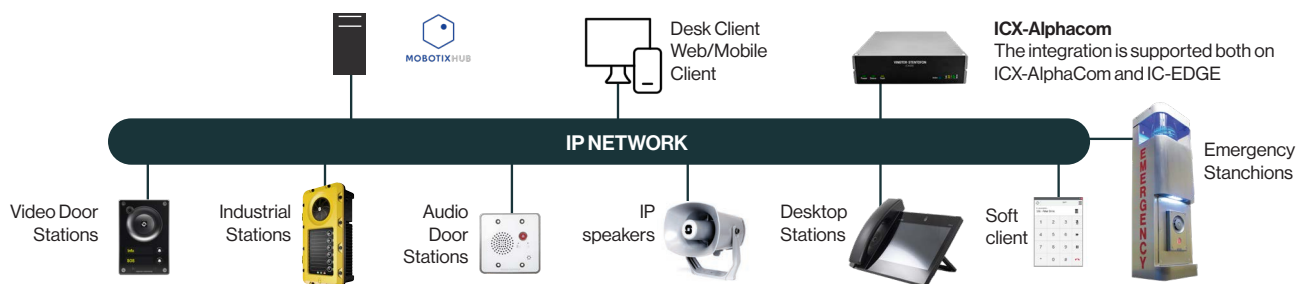 MOBOTIXHUB
Desk Client
Web/Mobile
Client
ICX-Alphacom
The integration is supported both on
ICX-AlphaCom and IC-EDGE
IP NETWORK
EMERGENCY
Emergency
Stanchions
Video Door
Stations
Industrial
Stations
Audio
Door
Stations
IP
speakers
Desktop
Stations
Soft
client